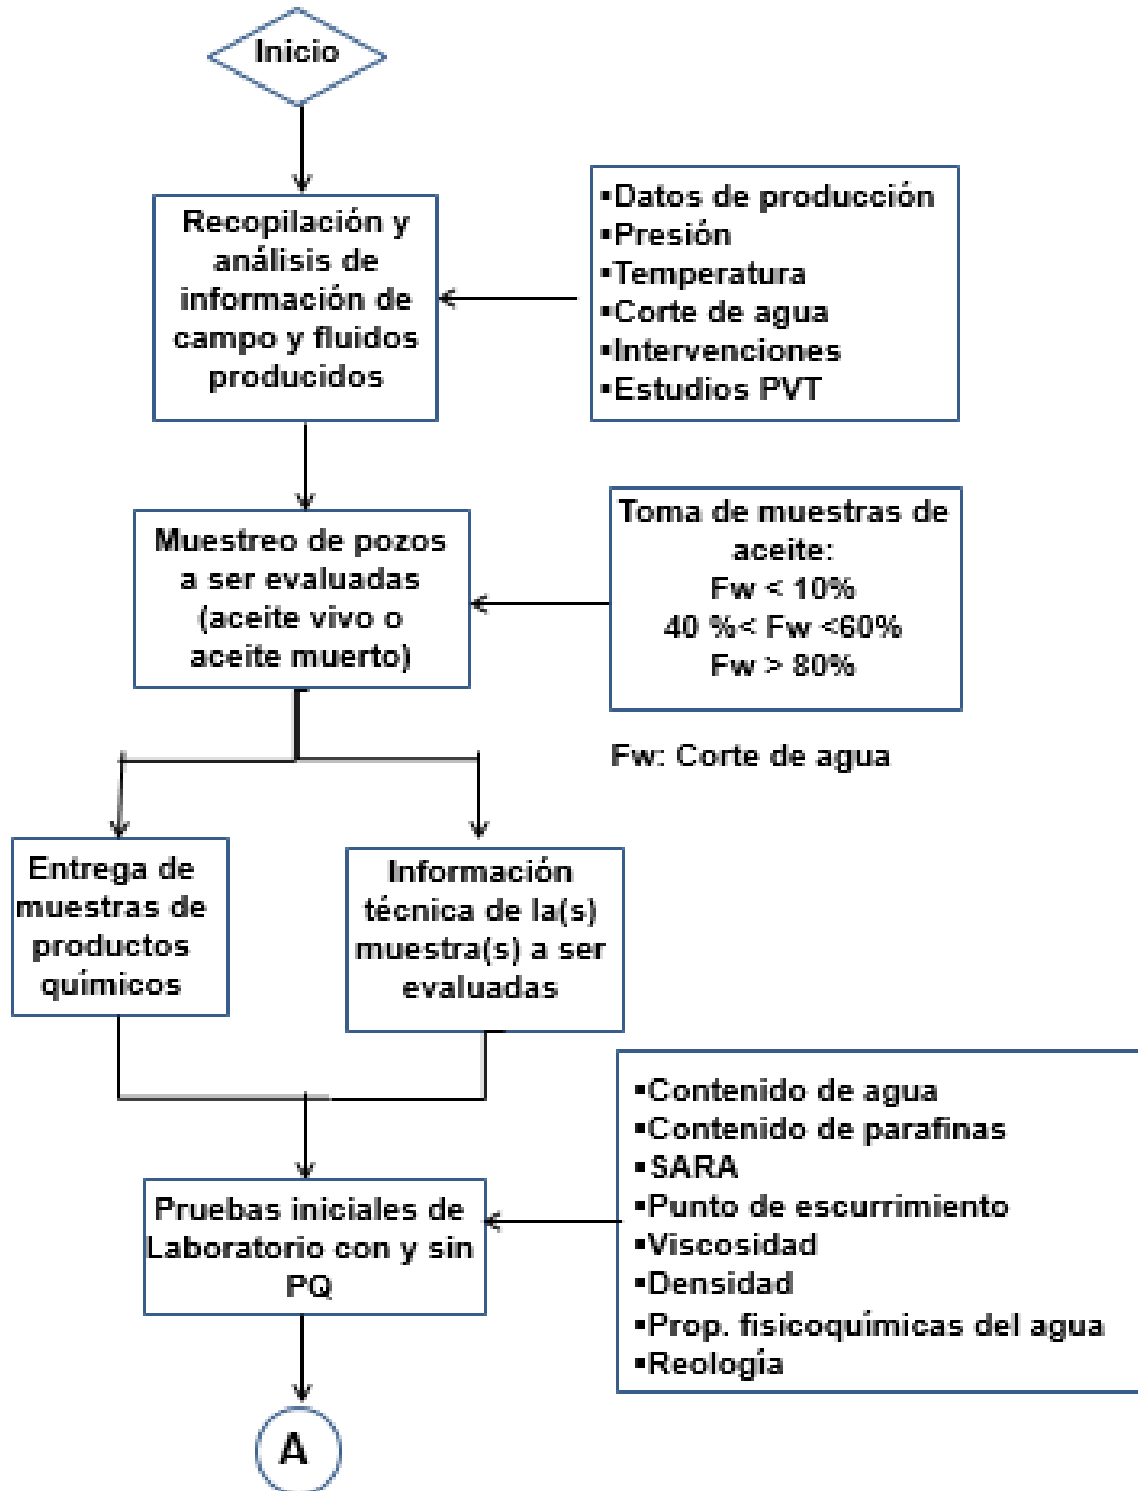 Inicio
Recopilación y
análisis de
información de
campo y fluidos
producidos
▪Datos de producción
▪Presión
▪Temperatura
▪Corte de agua
▪Intervenciones
▪Estudios PVT
Muestreo de pozos
a ser evaluadas
(aceite vivo o
aceite muerto)
Toma de muestras de
aceite:
Fw < 10%
40 %< Fw <60%
Fw > 80%
Fw: Corte de agua
Entrega de
muestras de
productos
químicos
Información
técnica de la(s)
muestra(s) a ser
evaluadas
Pruebas iniciales de
Laboratorio con y sin
PQ
▪Contenido de agua
▪Contenido de parafinas
▪SARA
▪Punto de escurrimiento
▪Viscosidad
▪Densidad
▪Prop. fisicoquímicas del agua
▪Reología
A